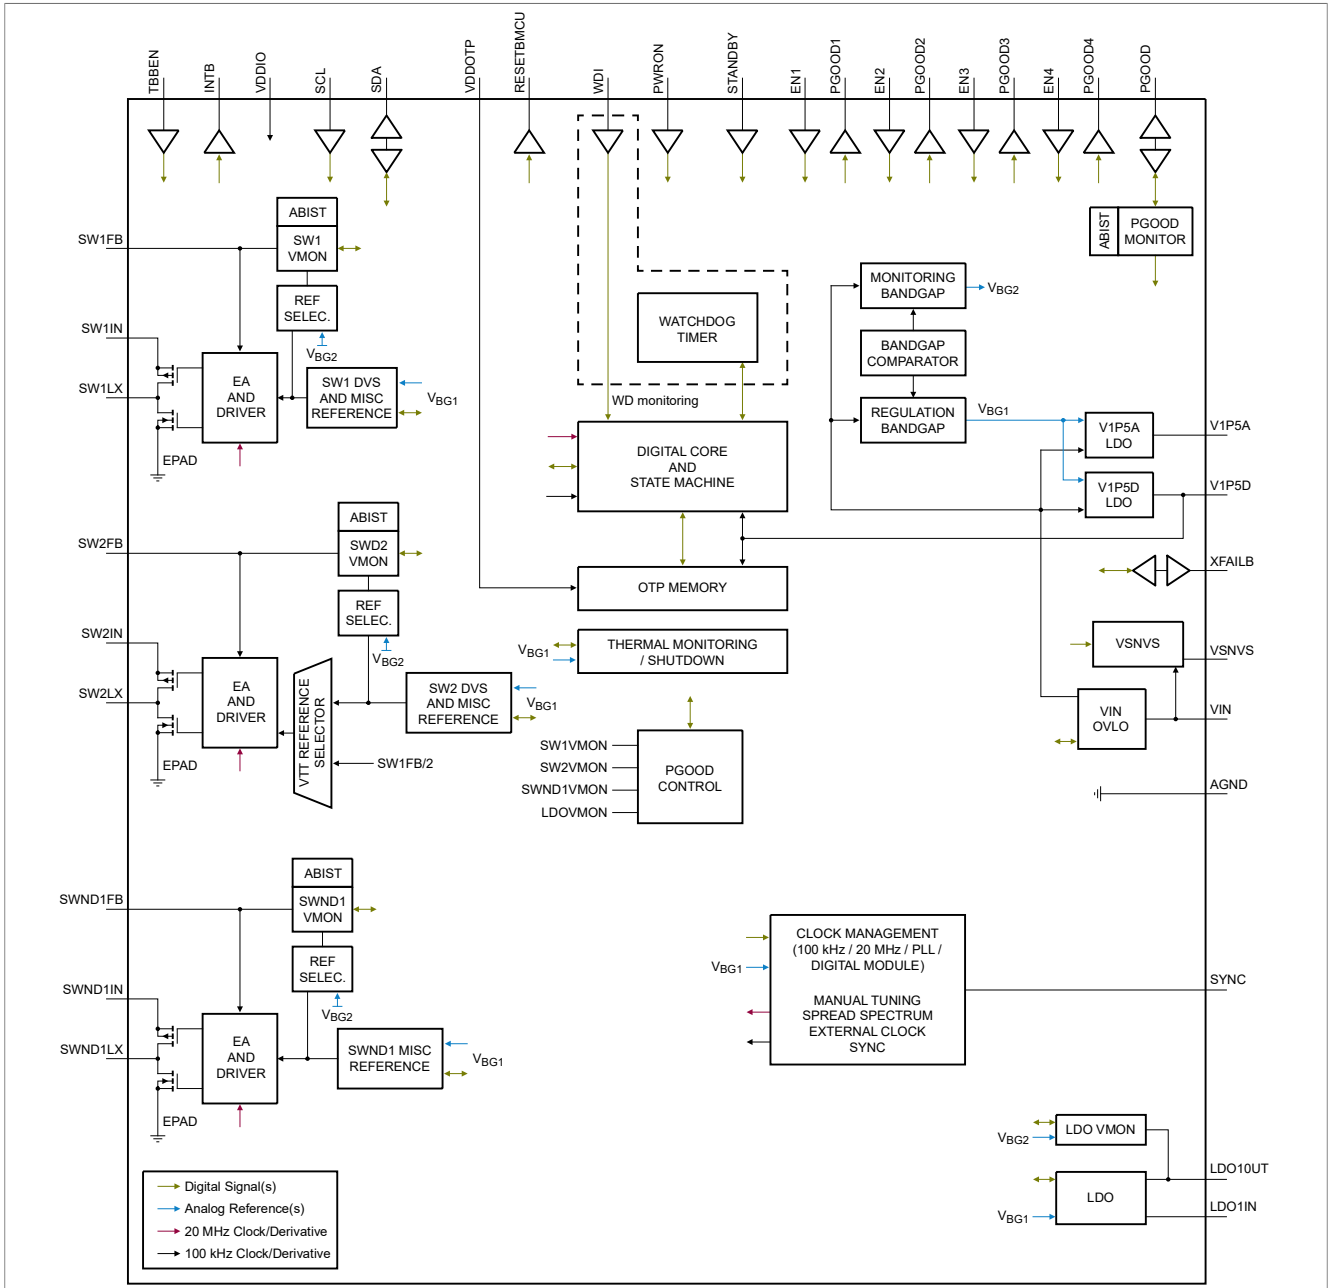 TBBEN
INTB
VDDIO
SCL
SDA
VDDOTP
RESETBMCU
WDI
PWRON
STANDBY
EN1
PGOOD1
EN2
PGOOD2
EN3
PGOOD3
EN4
PGOOD4
PGOOD
ABIST
SW1
VMON
SW1FB
REF
SELEC.
VBG2
SW1IN
SW1LX
EA
AND
DRIVER
SW1 DVS
AND MISC
REFERENCE
VBG1
EPAD
WATCHDOG
TIMER
WD monitoring
DIGITAL CORE
AND
STATE MACHINE
OTP MEMORY
THERMAL MONITORING
/ SHUTDOWN
VBG1
ABIST
PGOOD
MONITOR
MONITORING
BANDGAP
VBG2
BANDGAP
COMPARATOR
REGULATION
BANDGAP
VBG1
V1P5A
LDO
V1P5A
V1P5D
LDO
V1P5D
XFAILB
VSNVS
VSNVS
VIN
OVLO
VIN
AGND
ABIST
SWD2
VMON
SW2FB
REF
SELEC.
VBG2
SW2IN
SW2LX
EA
AND
DRIVER
VTT REFERENCE
SELECTOR
SW2 DVS
AND MISC
REFERENCE
VBG1
SW1FB/2
EPAD
SW1VMON
SW2VMON
SWND1VMON
LDOVMON
PGOOD
CONTROL
ABIST
SWND1
VMON
SWND1FB
REF
SELEC.
VBG2
SWND1IN
SWND1LX
EA
AND
DRIVER
SWND1 MISC
REFERENCE
VBG1
EPAD
CLOCK MANAGEMENT
(100 kHz / 20 MHz / PLL /
DIGITAL MODULE)
MANUAL TUNING
SPREAD SPECTRUM
EXTERNAL CLOCK
SYNC
VBG1
SYNC
LDO VMON
VBG2
LDO
VBG1
LDO10UT
LDO1IN
Digital Signal(s)
Analog Reference(s)
20 MHz Clock/Derivative
100 kHz Clock/Derivative